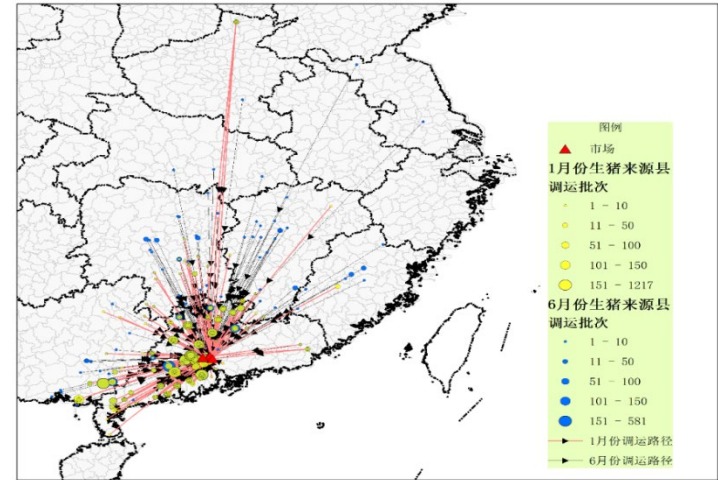 图例
市场
1月份生猪来源县
调运批次
1 - 10
11 - 50
51 - 100
101 - 150
151 - 1217
6月份生猪来源县
调运批次
1 - 10
11 - 50
51 - 100
101 - 150
151 - 581
1月份调运路径
6月份调运路径